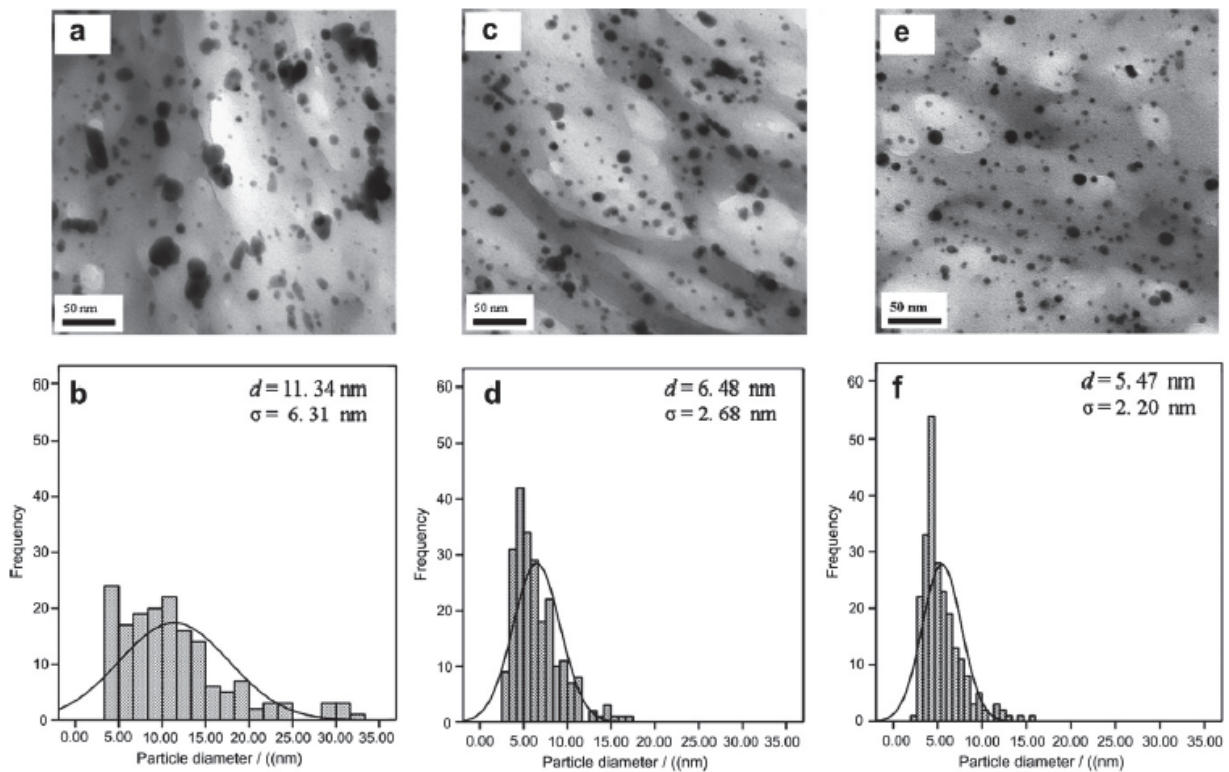 a
50 nm
c
50 nm
e
50 nm
b
d = 11. 34 nm
σ = 6. 31 nm
Frequency
60
50
40
30
20
10
0
0.00 5.00 10.00 15.00 20.00 25.00 30.00 35.00
Particle diameter / ((nm)
d
d = 6. 48 nm
σ = 2. 68 nm
Frequency
60
50
40
30
20
10
0
0.00 5.00 10.00 15.00 20.00 25.00 30.00 35.00
Particle diameter / ((nm)
f
d = 5.47 nm
σ = 2. 20 nm
Frequency
60
50
40
30
20
10
0
0.00 5.00 10.00 15.00 20.00 25.00 30.00 35.00
Particle diameter / ((nm)